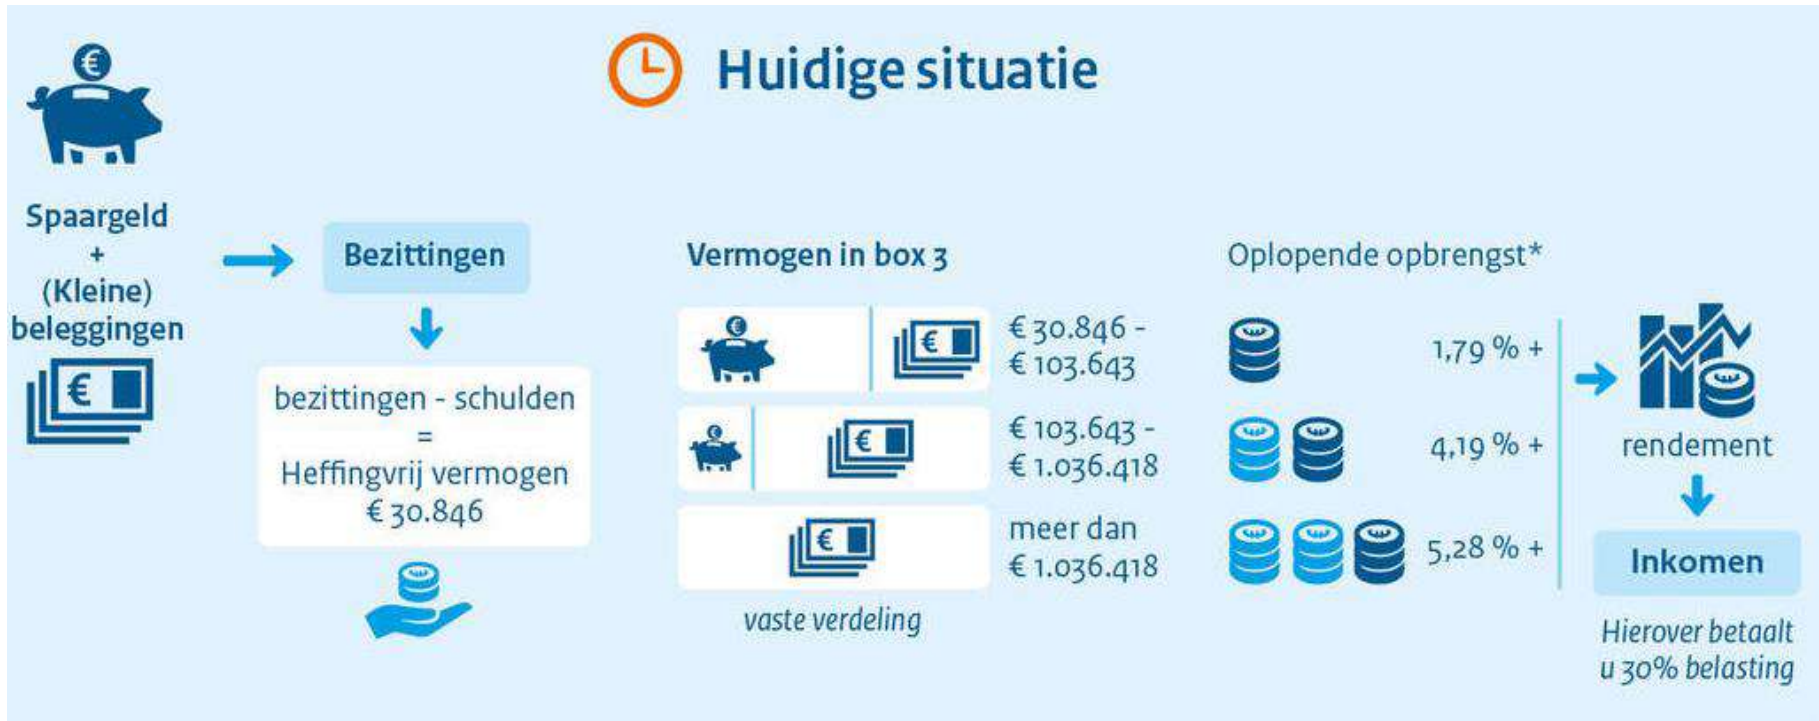 Huidige situatie
Spaargeld
+
(Kleine)
beleggingen
Bezittingen
bezittingen - schulden
=
Heffingvrij vermogen
€ 30.846
Vermogen in box 3
€ 30.846 -
€ 103.643
€ 103.643 -
€ 1.036.418
meer dan
€ 1.036.418
vaste verdeling
Oplopende opbrengst*
1,79 % +
4,19 % +
5,28 % +
rendement
Inkomen
Hierover betaalt
u 30% belasting